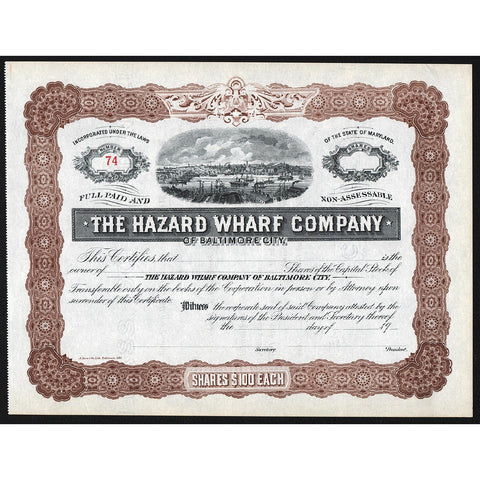 INCORPORATED UNDER THE LAWS
OF THE STATE OF MARYLAND.
NUMBER
74
SHARES
FULL PAID AND
NON-ASSESSABLE.
THE HAZARD WHARF COMPANY
OF BALTIMORE CITY,
This Certifies that is the
owner of Shares of the Capital Stock of
THE HAZARD WHARF COMPANY OF BALTIMORE CITY,
Transferable only on the books of the Corporation in person or by Attorney upon
surrender of this Certificate.
Witness the corporate seal of said Company attested by the
signatures of the President and Secretary thereof
the day of 19
Secretary. President.
SHARES $100 EACH